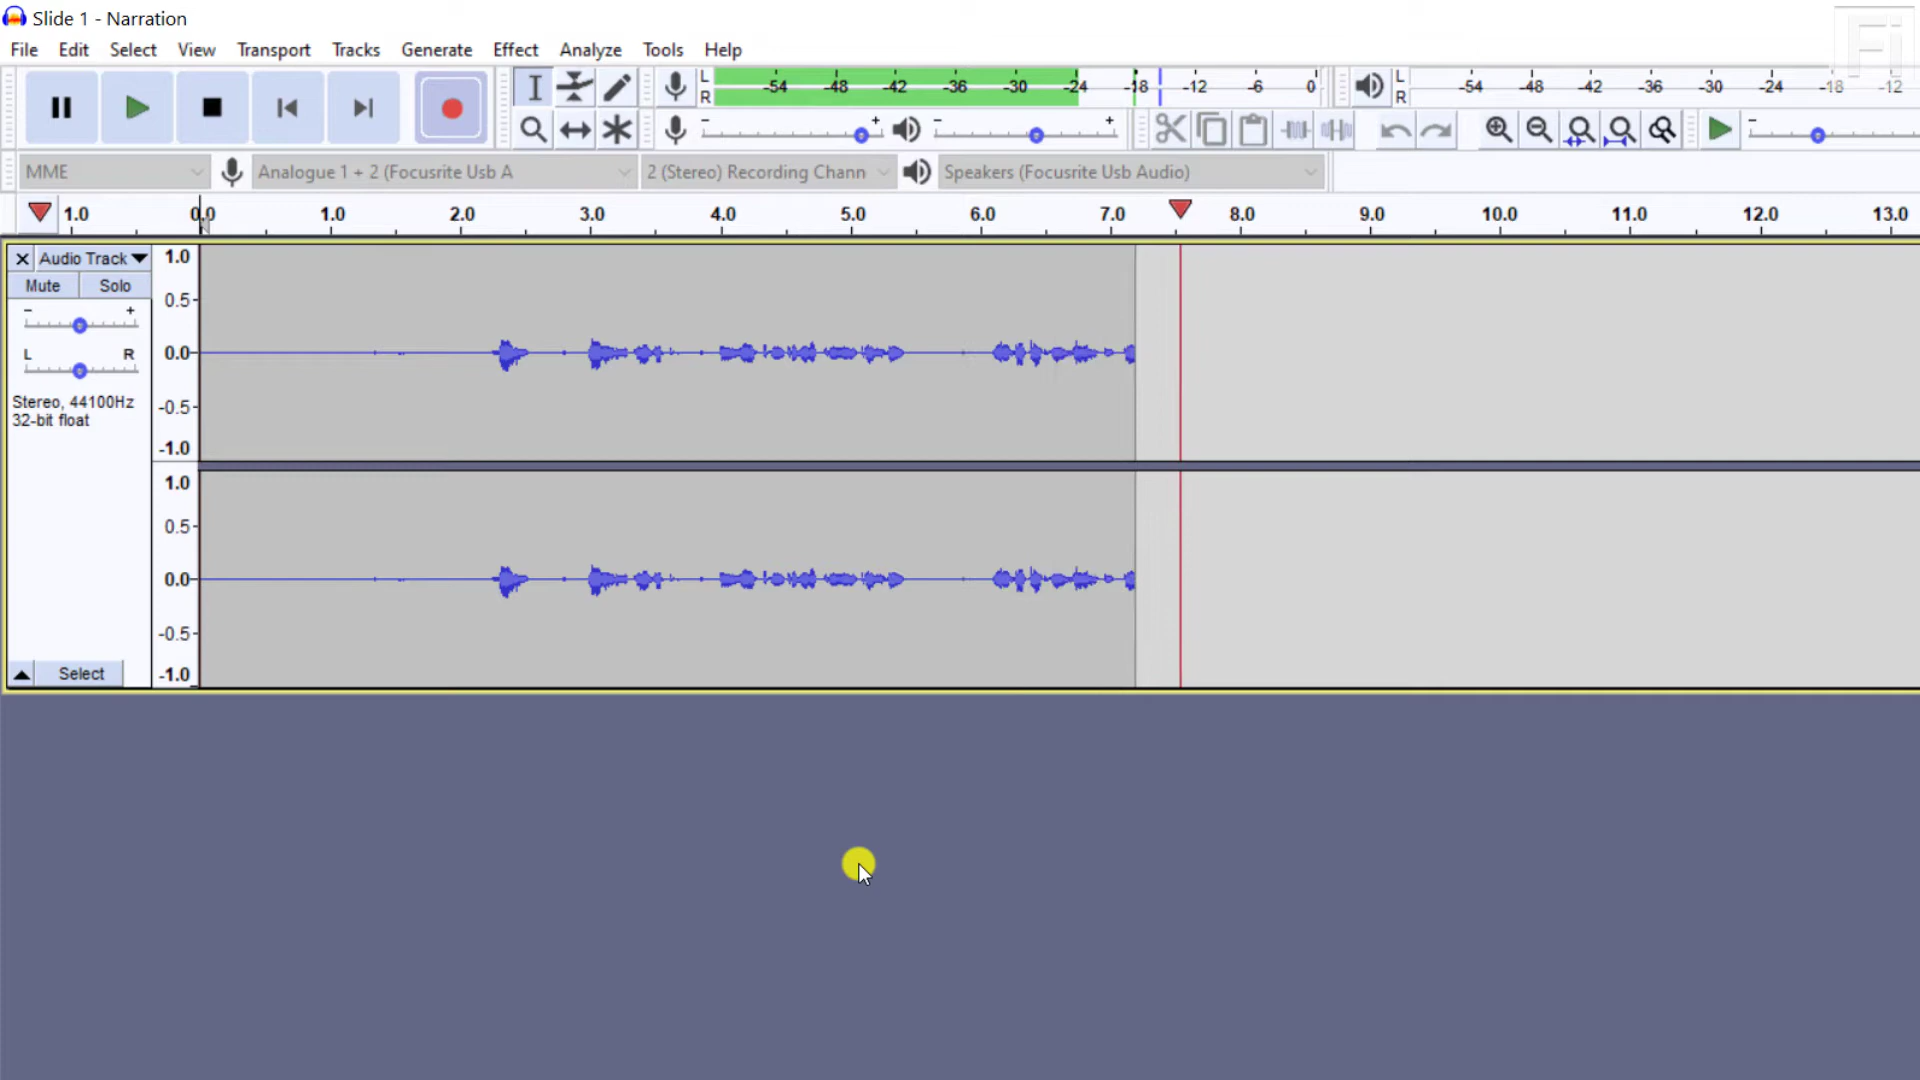 Slide 1 - Narration
File Edit Select View Transport Tracks Generate Effect Analyze Tools Help
L -54 -48 -42 -36 -30 -24 -18 -12 -6 0 L -54 -48 -42 -36 -30 -24 -18 -12
R R
- + - + -
MME Analogue 1 + 2 (Focusrite Usb A 2 (Stereo) Recording Chann Speakers (Focusrite Usb Audio)
1.0 0.0 1.0 2.0 3.0 4.0 5.0 6.0 7.0 8.0 9.0 10.0 11.0 12.0 13.0
Audio Track 1.0
Mute Solo
- + 0.5
L R 0.0
Stereo, 44100Hz -0.5
32-bit float
-1.0
1.0
0.5
0.0
-0.5
Select -1.0